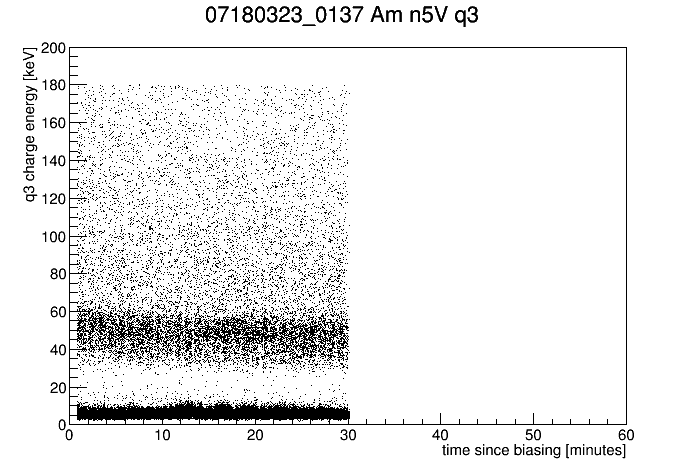 07180323_0137 Am n5V q3
q3 charge energy [keV]
200
180
160
140
120
100
80
60
40
20
0
0 10 20 30 40 50 60
time since biasing [minutes]